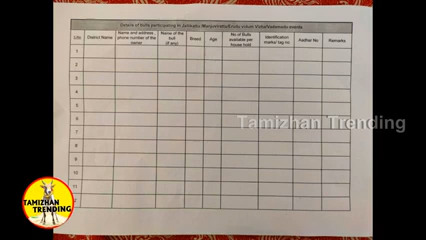 Details of bulls participating in Jallikattu/Manjuvirattu/Erudu vidum Vizha/Vadamadu events
S.No
District Name
Name and address, phone number of the owner
Name of the bull (if any)
Breed
Age
No of Bulls available per house hold
Identification marks/ tag no
Aadhar No
Remarks
1
2
3
4
5
6
7
8
9
10
11
Tamizhan Trending
TAMIZHAN
TRENDING